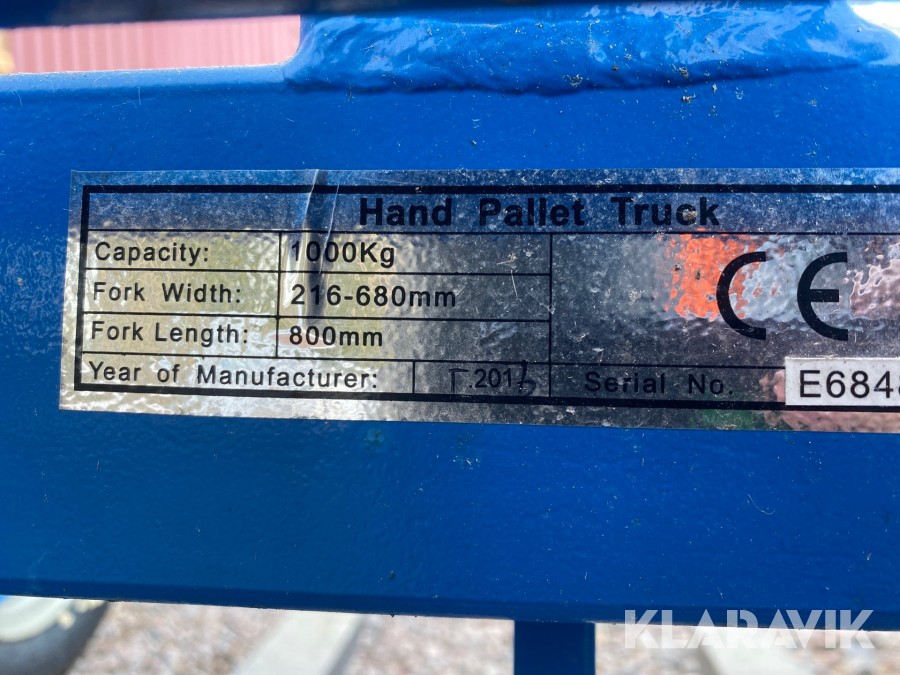 Hand Pallet Truck
Capacity: 1000Kg
Fork Width: 216-680mm
Fork Length: 800mm
CE
Year of Manufacturer: Serial No.
KLARAVIK